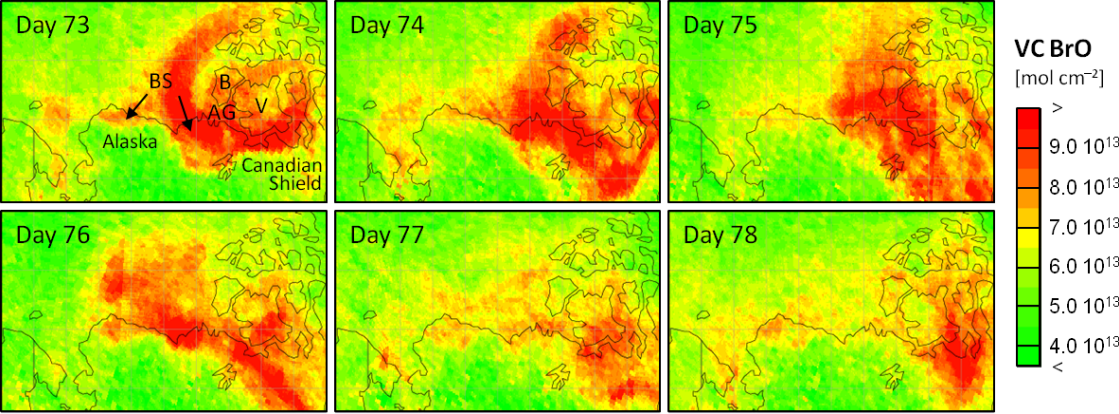 Day 73
BS
B
AG
V
Alaska
Canadian
Shield
Day 74
Day 75
Day 76
Day 77
Day 78
VC BrO
[mol cm⁻²]
>
9.0 10¹³
8.0 10¹³
7.0 10¹³
6.0 10¹³
5.0 10¹³
4.0 10¹³
<